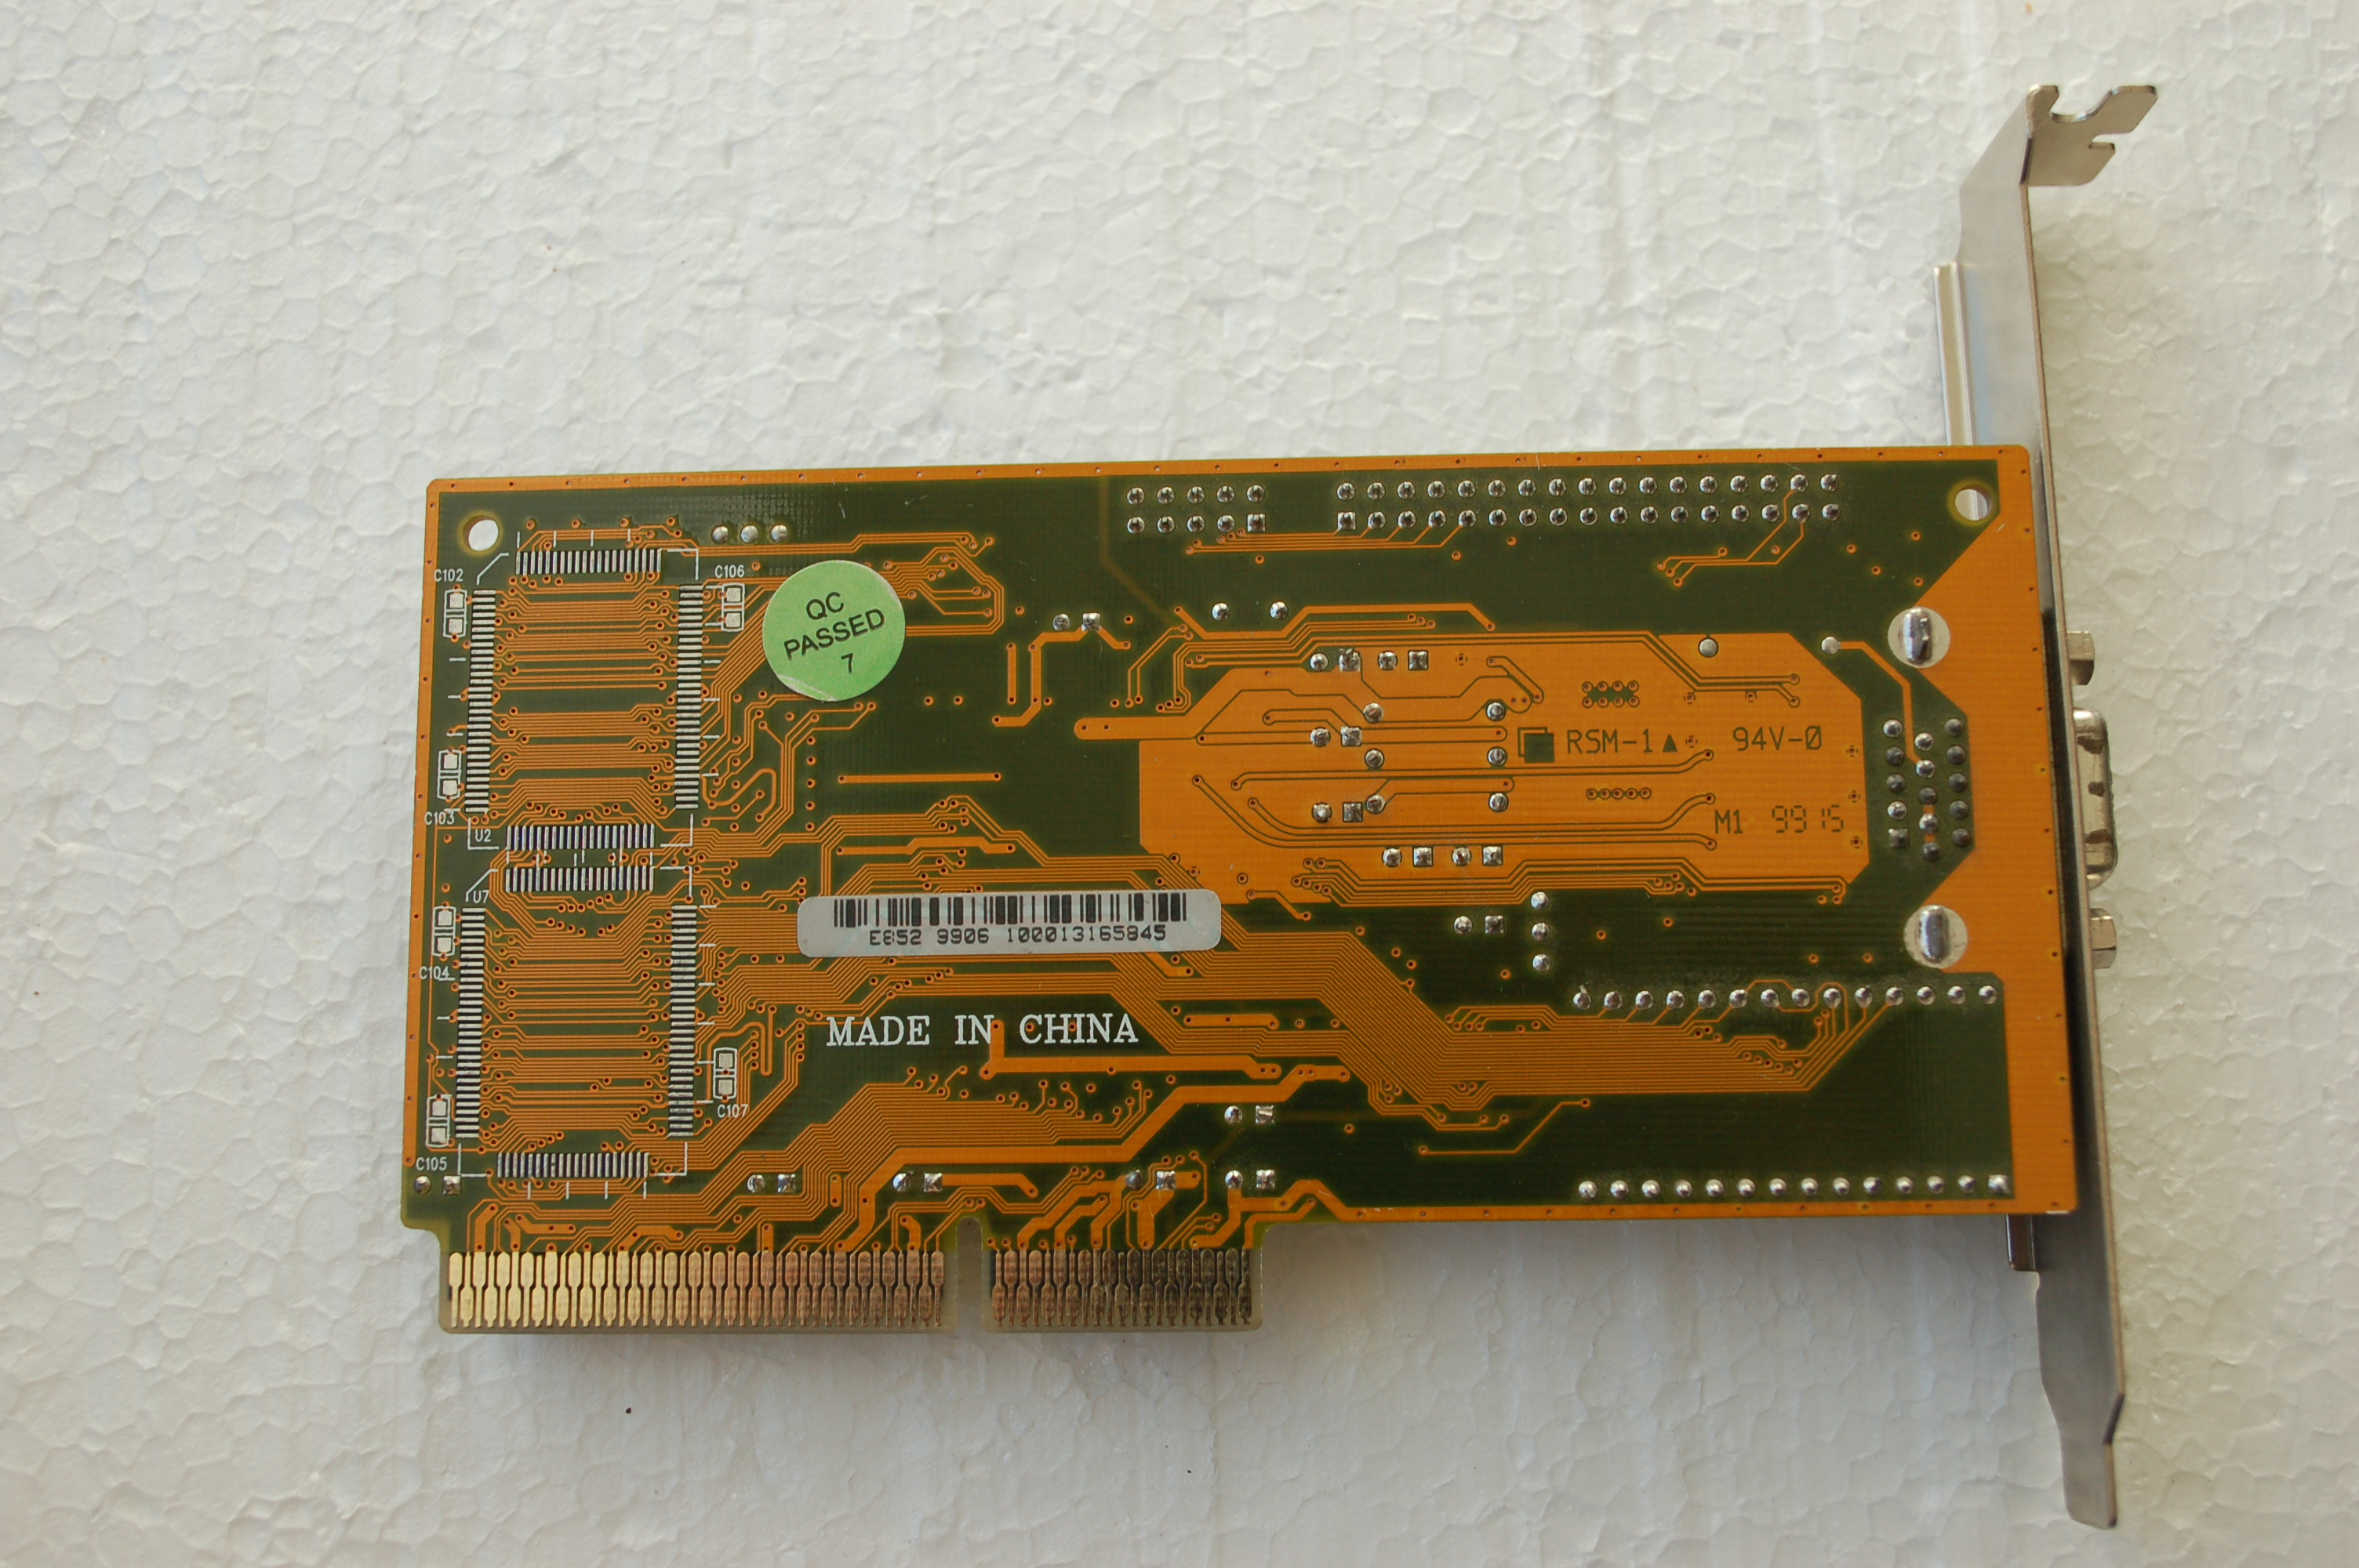 C102
C106
QC
PASSED
7
RSM-1▲ 94V-0
C103
U2
M1 9915
U7
E852 9906 100013165845
C104
MADE IN CHINA
C107
C105